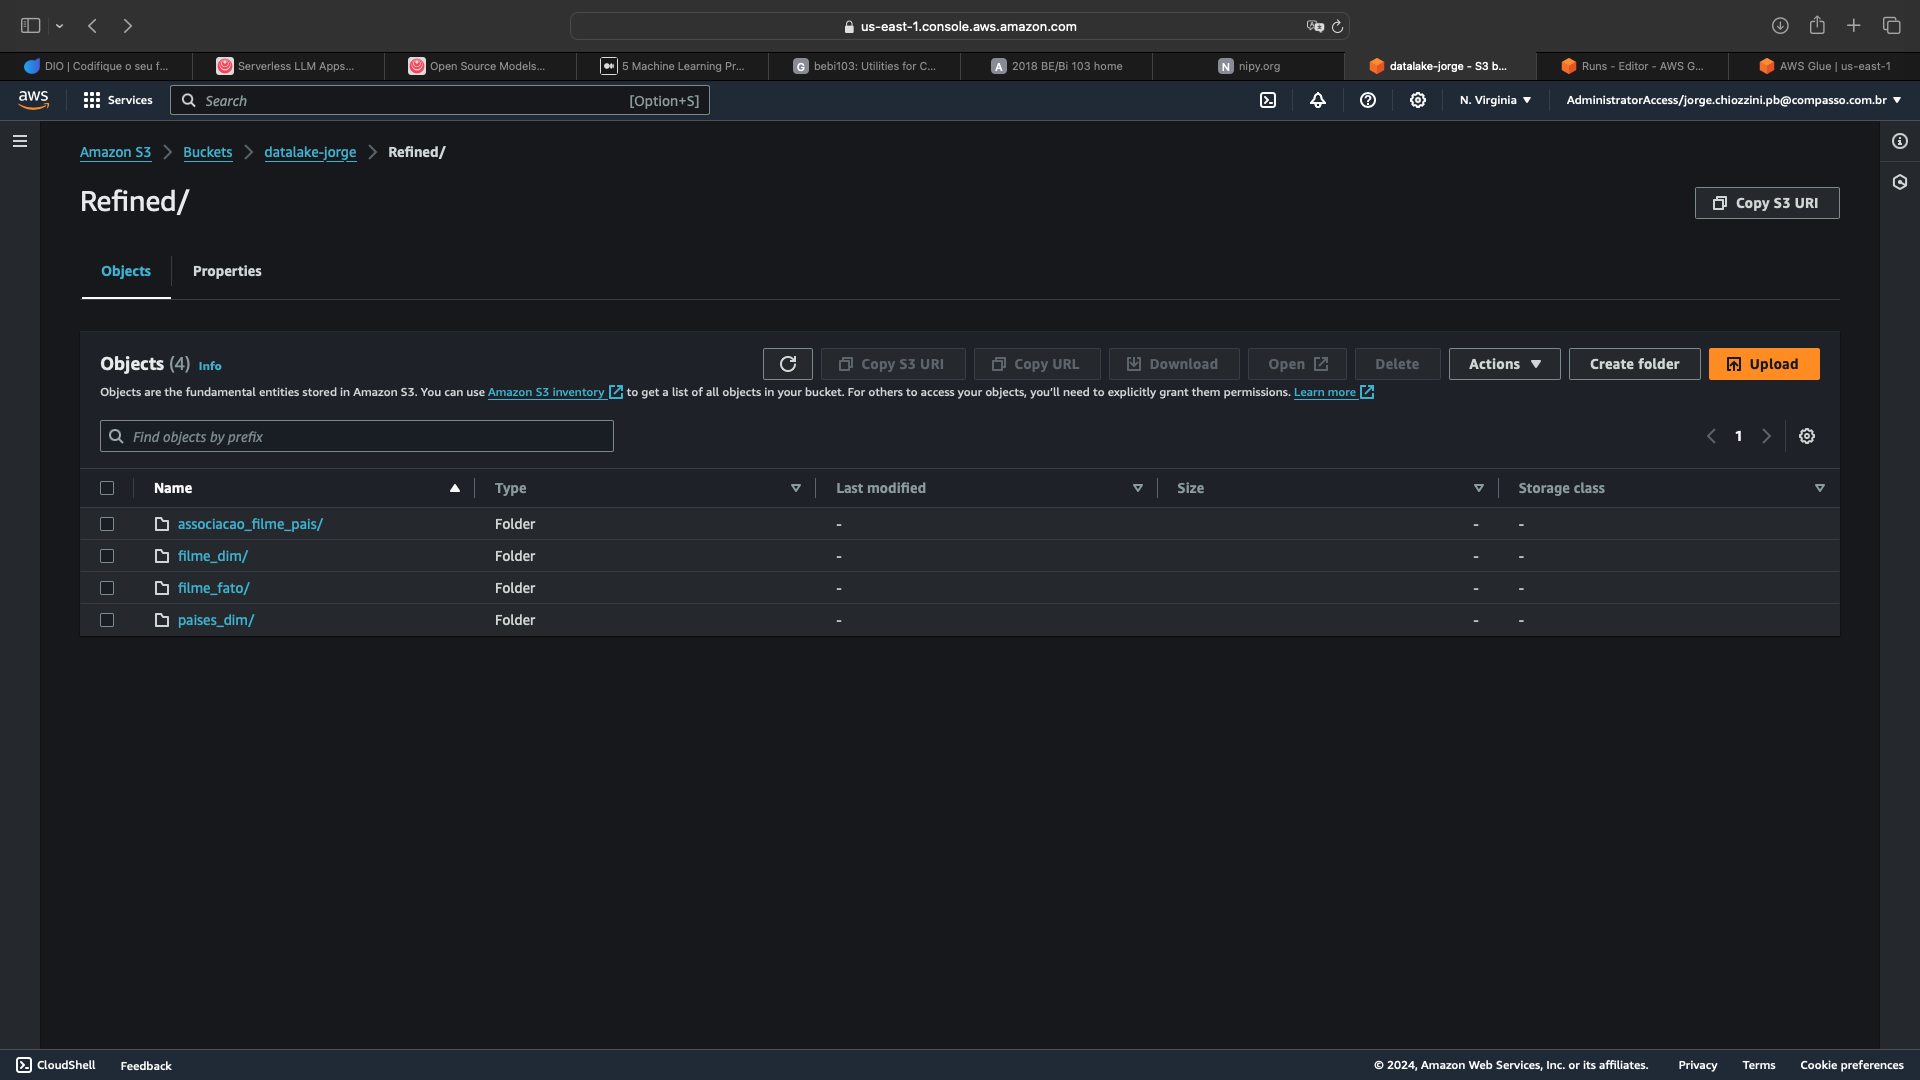 us-east-1.console.aws.amazon.com
DIO | Codifique o seu f...
Serverless LLM Apps...
Open Source Models...
5 Machine Learning Pr...
G bebi103: Utilities for C...
A 2018 BE/Bi 103 home
N nipy.org
datalake-jorge - S3 b...
Runs - Editor - AWS G...
AWS Glue | us-east-1
aws
Services
Search
[Option+S]
N. Virginia
AdministratorAccess/jorge.chiozzini.pb@compasso.com.br
Amazon S3
Buckets
datalake-jorge
Refined/
Refined/
Copy S3 URI
Objects
Properties
Objects (4) Info
Copy S3 URI
Copy URL
Download
Open
Delete
Actions
Create folder
Upload
Objects are the fundamental entities stored in Amazon S3. You can use Amazon S3 inventory to get a list of all objects in your bucket. For others to access your objects, you'll need to explicitly grant them permissions. Learn more
Find objects by prefix
1
Name Type Last modified Size Storage class
associacao_filme_pais/ Folder - - -
filme_dim/ Folder - - -
filme_fato/ Folder - - -
paises_dim/ Folder - - -
CloudShell
Feedback
© 2024, Amazon Web Services, Inc. or its affiliates.
Privacy
Terms
Cookie preferences